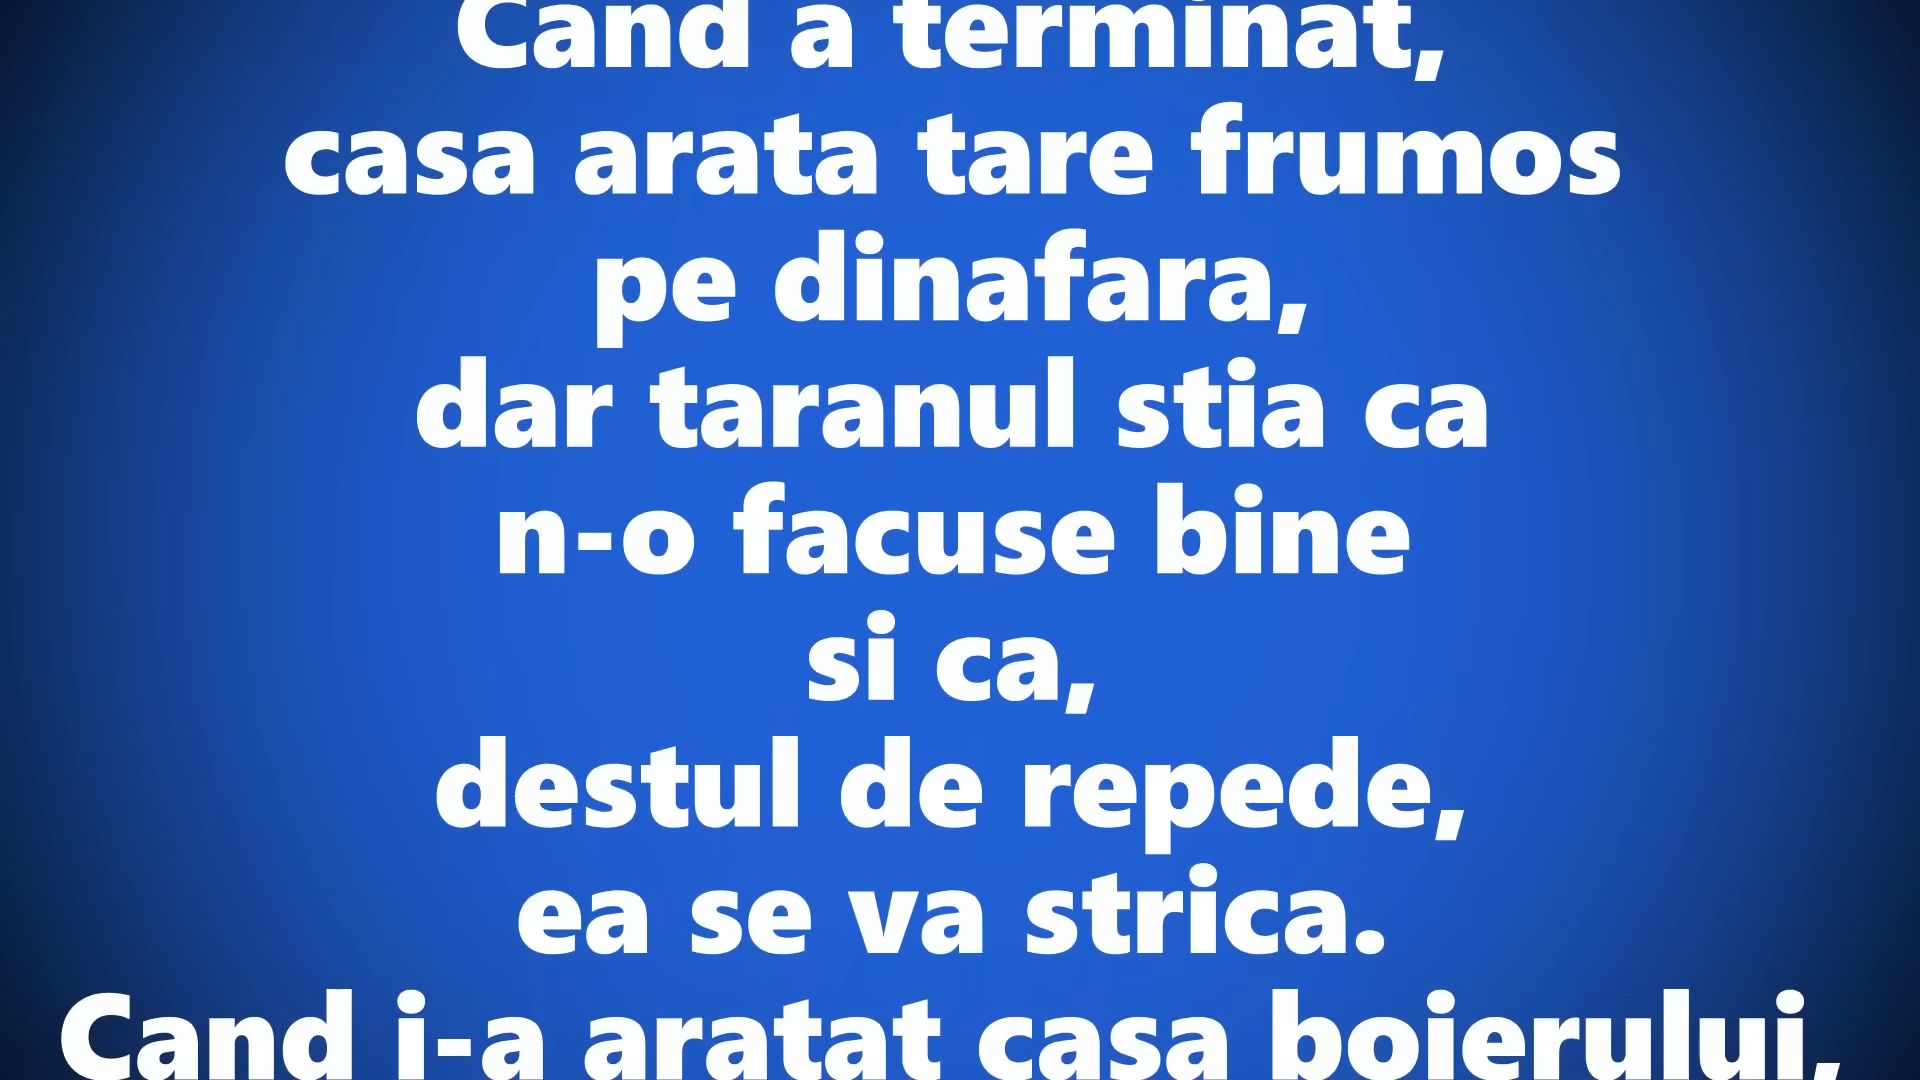 Cand a terminat,
casa arata tare frumos
pe dinafara,
dar taranul stia ca
n-o facuse bine
si ca,
destul de repede,
ea se va strica.
Cand i-a aratat casa boierului,